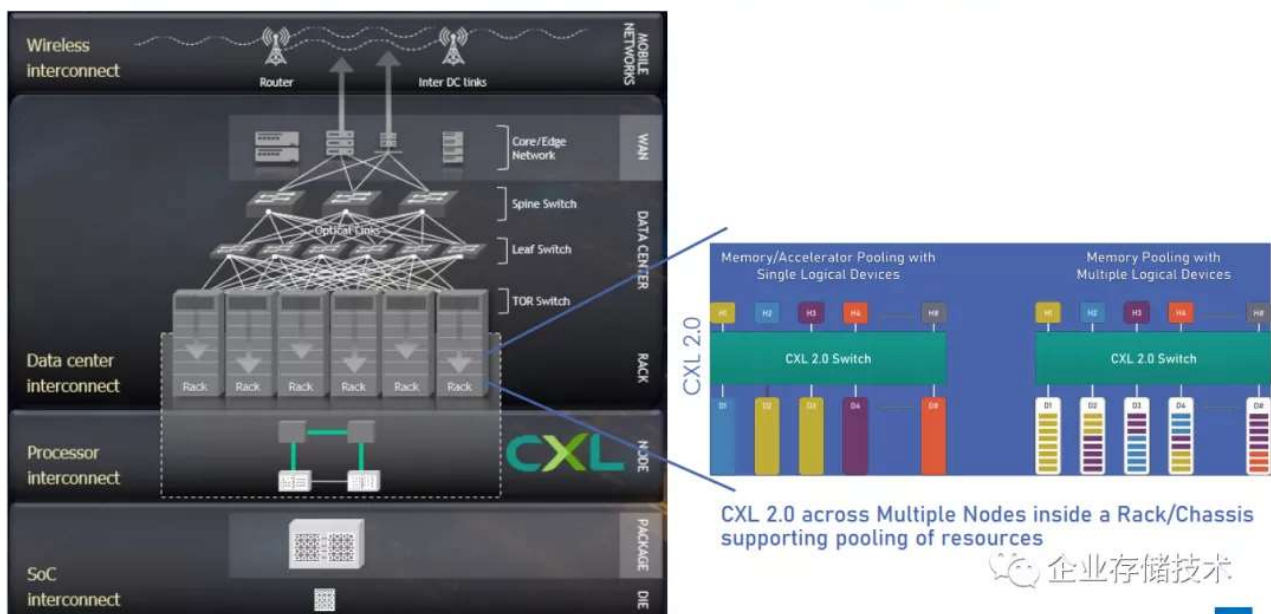 Wireless
interconnect
Router
Inter DC links
MOBILE
NETWORKS
Core/Edge
Network
WAN
Spine Switch
Optical Links
Leaf Switch
DATA CENTER
TOR Switch
Data center
interconnect
Rack
Rack
Rack
Rack
Rack
Rack
RACK
Processor
interconnect
CXL
NODE
PACKAGE
SoC
interconnect
DIE
CXL 2.0
Memory/Accelerator Pooling with
Single Logical Devices
H1 H2 H3 H4 H#
CXL 2.0 Switch
D1 D2 D3 D4 D#
Memory Pooling with
Multiple Logical Devices
H1 H2 H3 H4 H#
CXL 2.0 Switch
D1 D2 D3 D4 D#
CXL 2.0 across Multiple Nodes inside a Rack/Chassis
supporting pooling of resources
企业存储技术